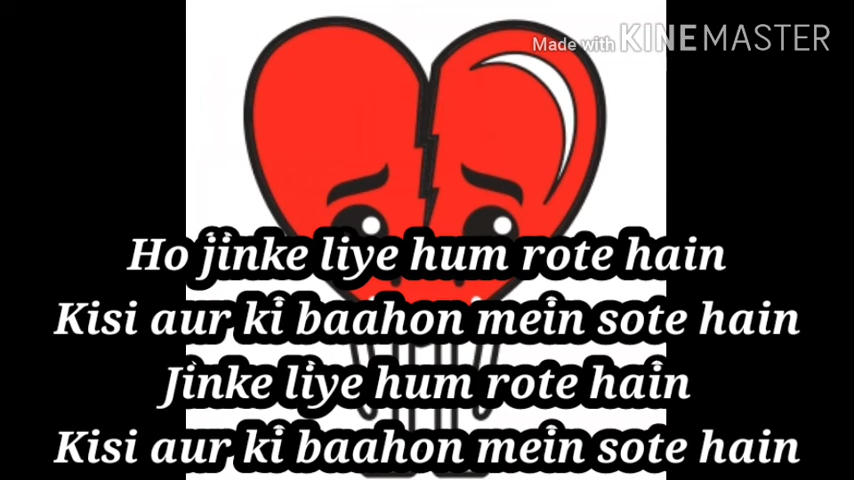 Made with KINEMASTER
Ho jinke liye hum rote hain
Kisi aur ki baahon mein sote hain
Jinke liye hum rote hain
Kisi aur ki baahon mein sote hain